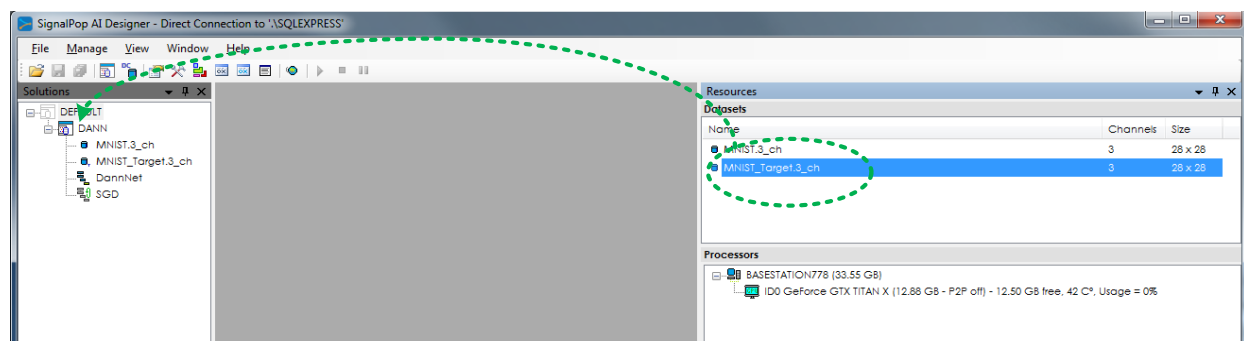 SignalPop AI Designer - Direct Connection to '.\SQLEXPRESS'
File Manage View Window Help
Solutions
DEFAULT
DANN
MNIST.3_ch
MNIST_Target.3_ch
DannNet
SGD
Resources
Datasets
Name Channels Size
MNIST.3_ch 3 28 x 28
MNIST_Target.3_ch 3 28 x 28
Processors
BASESTATION778 (33.55 GB)
ID0 GeForce GTX TITAN X (12.88 GB - P2P off) - 12.50 GB free, 42 C°, Usage = 0%